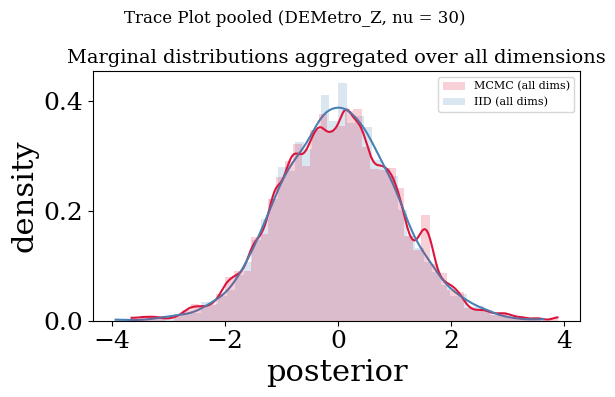 Trace Plot pooled (DEMetro_Z, nu = 30)
Marginal distributions aggregated over all dimensions
MCMC (all dims)
IID (all dims)
density
0.4
0.2
0.0
−4
−2
0
2
4
posterior